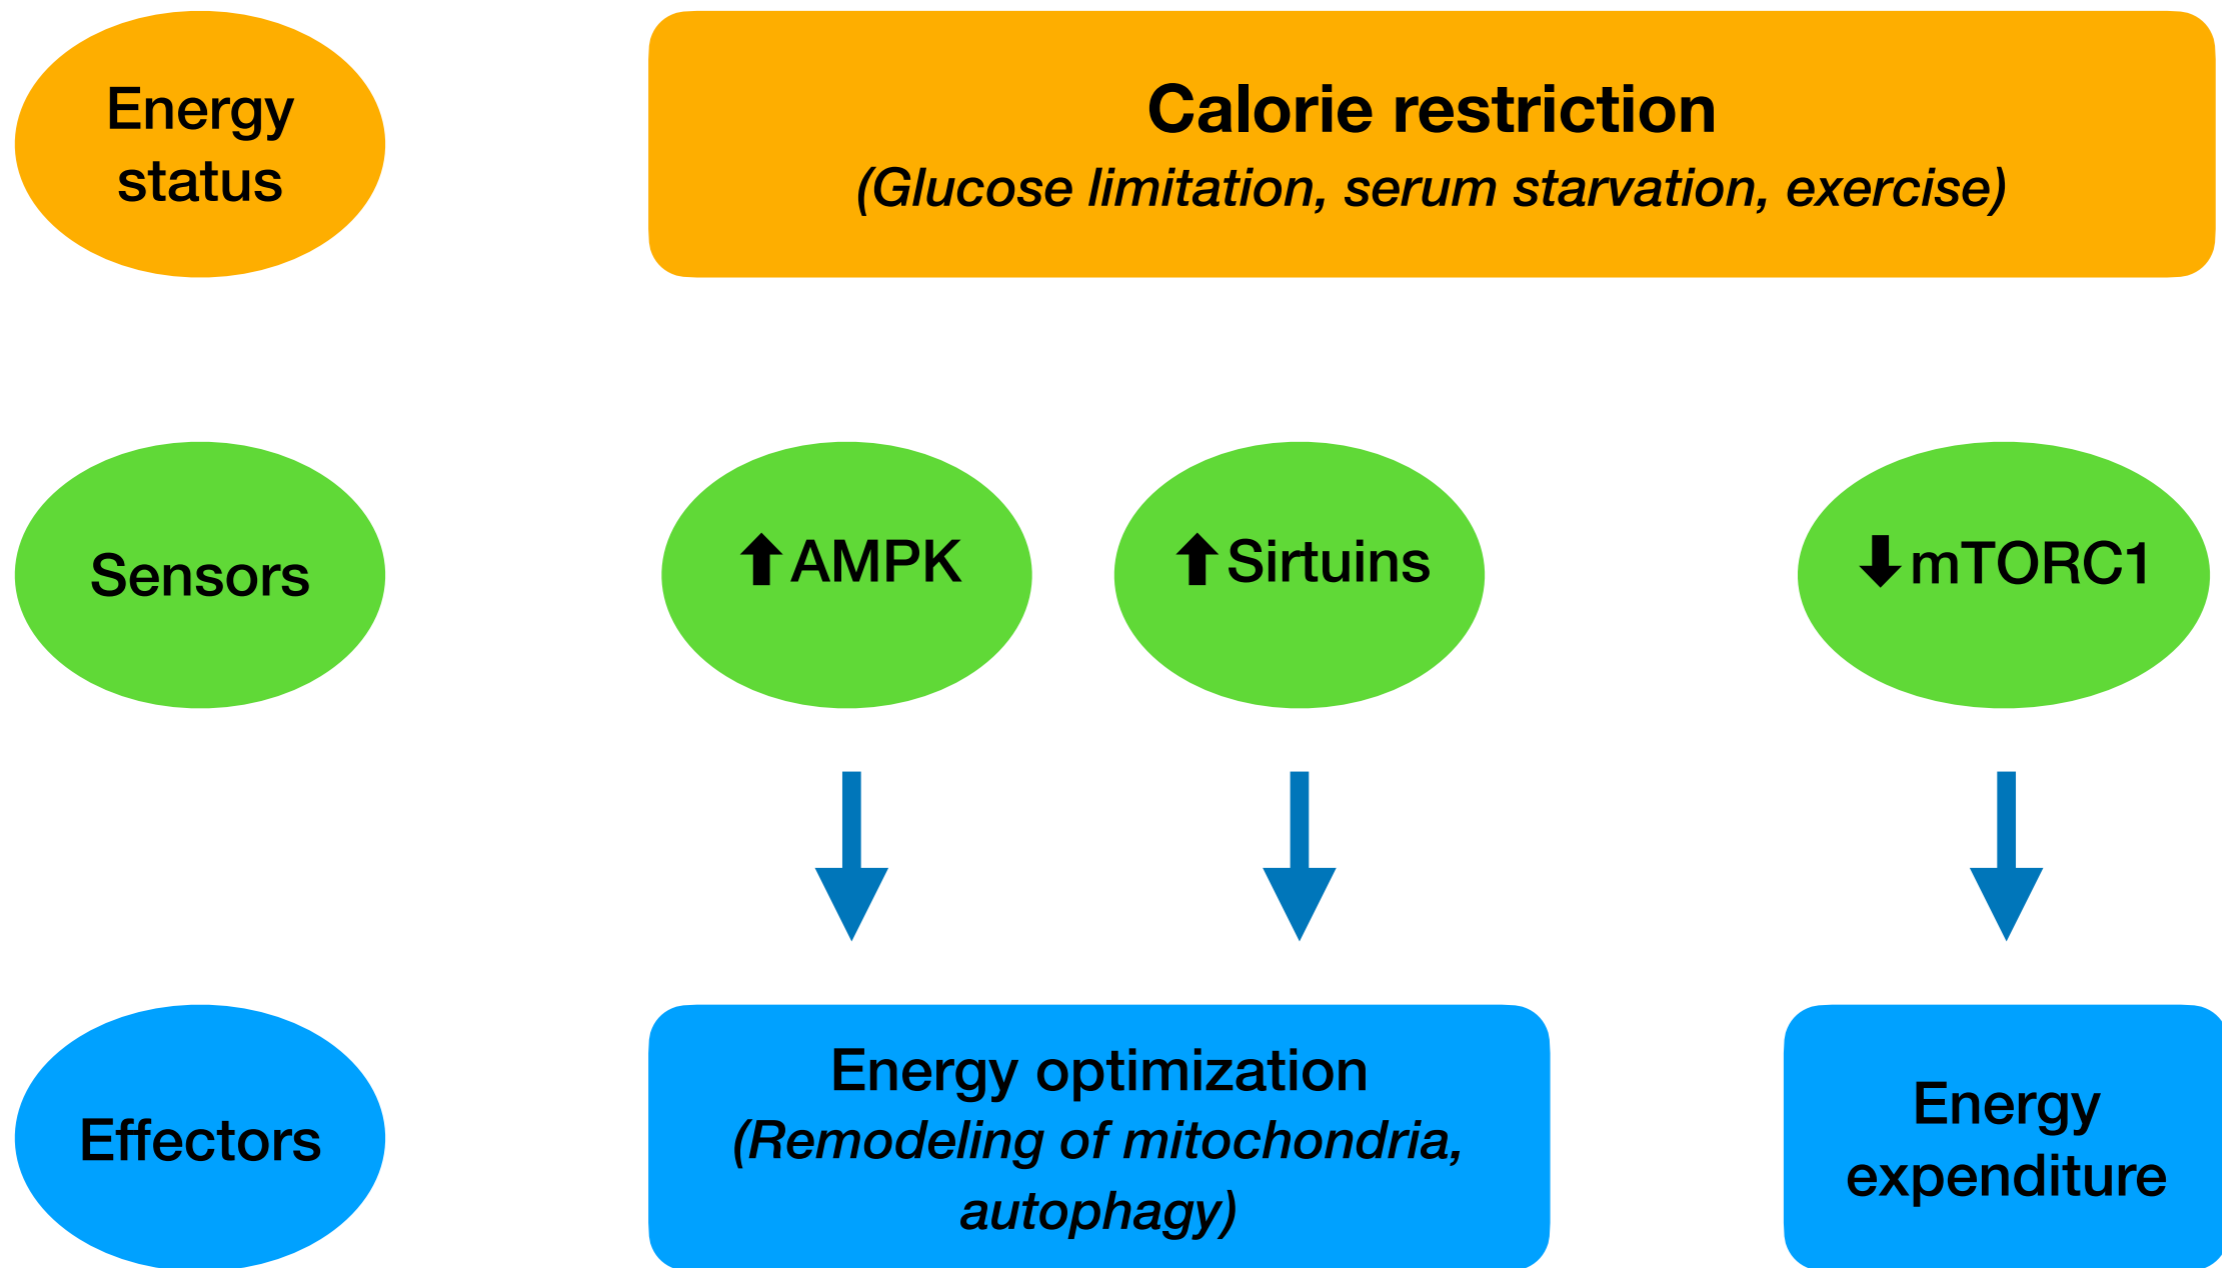 Energy
status
Calorie restriction
(Glucose limitation, serum starvation, exercise)
Sensors
⬆AMPK
⬆Sirtuins
⬇mTORC1
Effectors
Energy optimization
(Remodeling of mitochondria,
autophagy)
Energy
expenditure